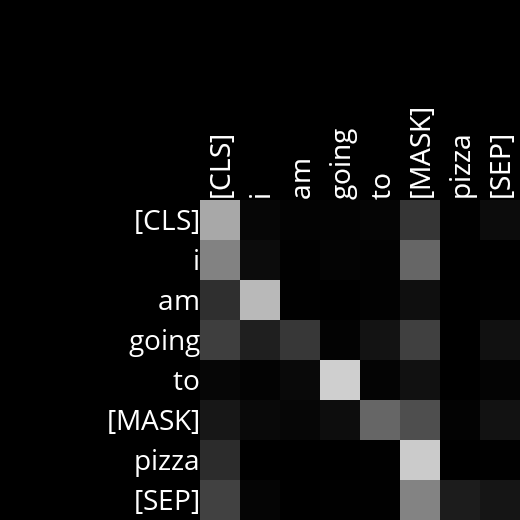 [CLS]
i
am
going
to
[MASK]
pizza
[SEP]
[CLS]
i
am
going
to
[MASK]
pizza
[SEP]